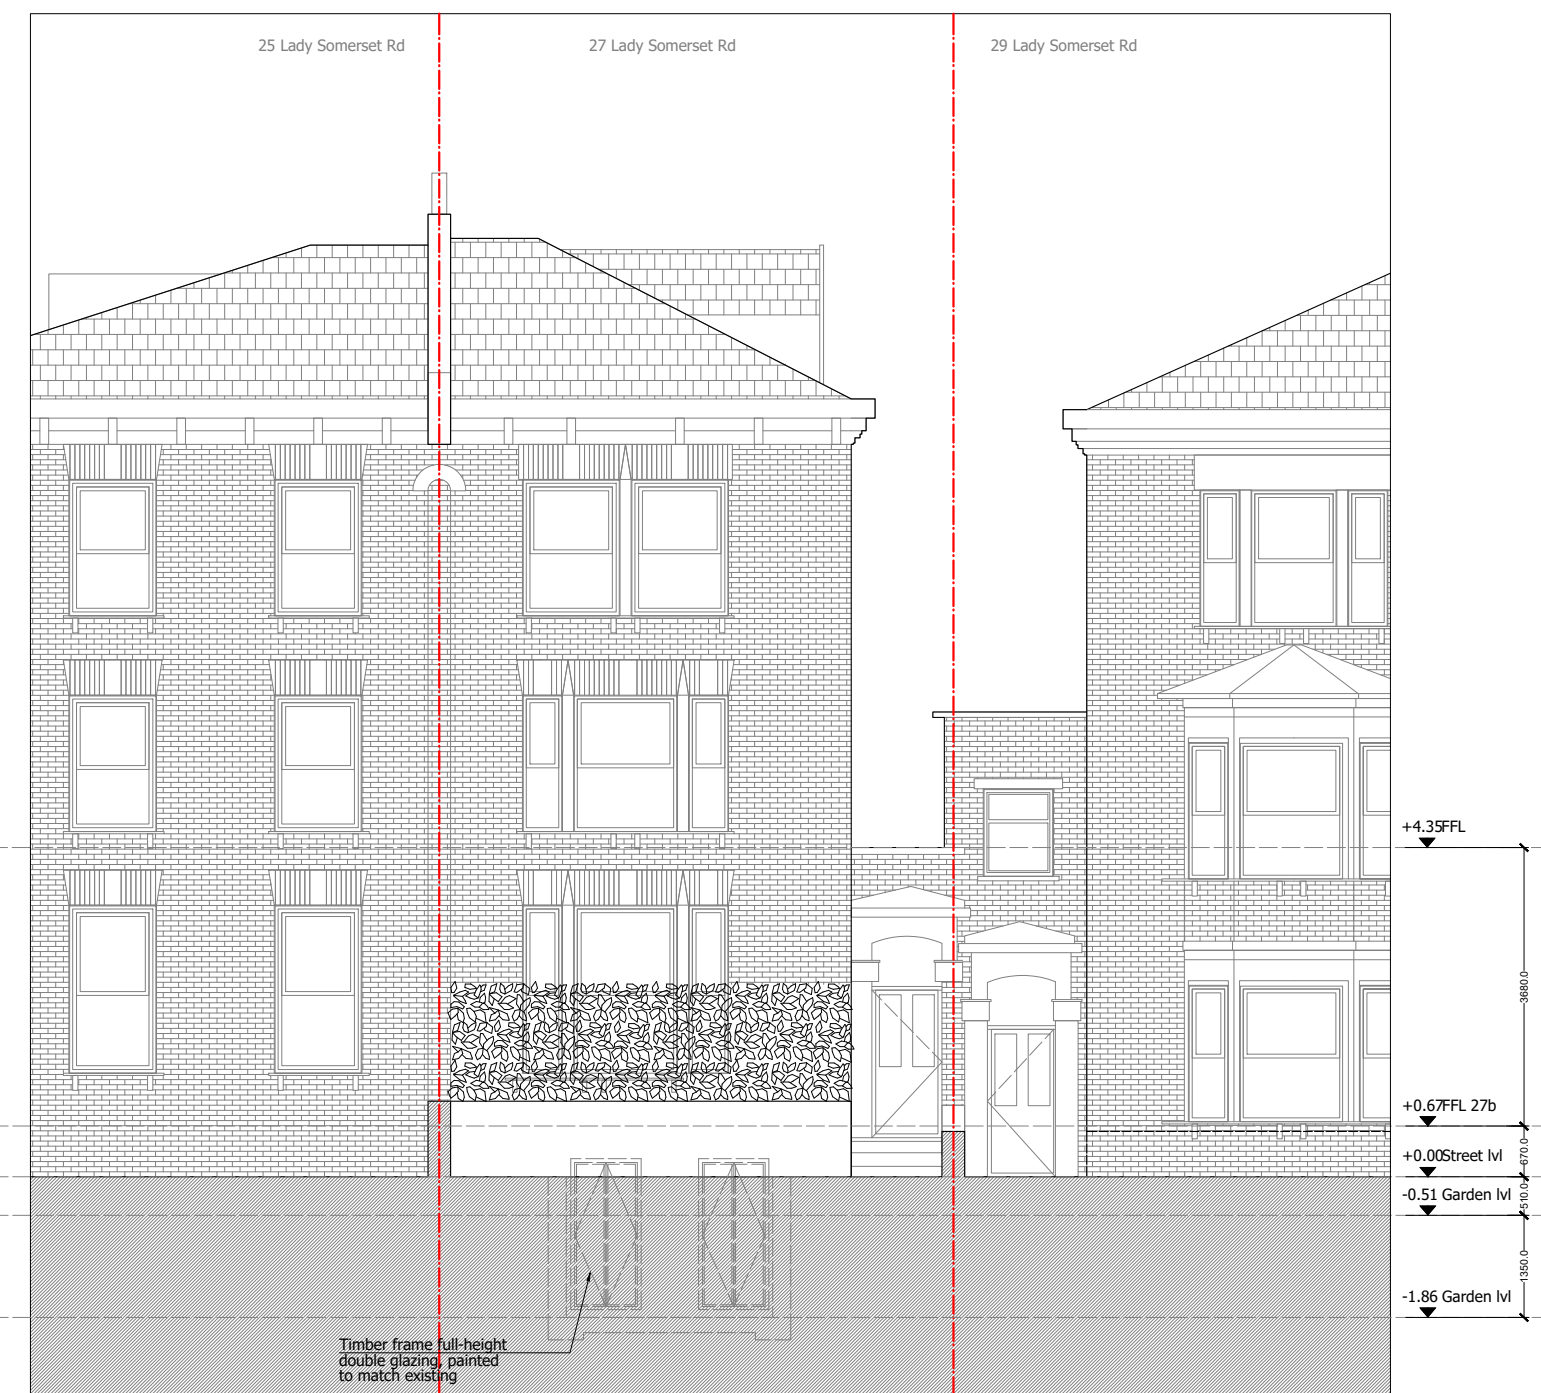 25 Lady Somerset Rd
27 Lady Somerset Rd
29 Lady Somerset Rd
+4.35FFL
3680.0
+0.67FFL 27b
670.0
+0.00Street lvl
510.0
-0.51 Garden lvl
1350.0
-1.86 Garden lvl
Timber frame full-height
double glazing, painted
to match existing